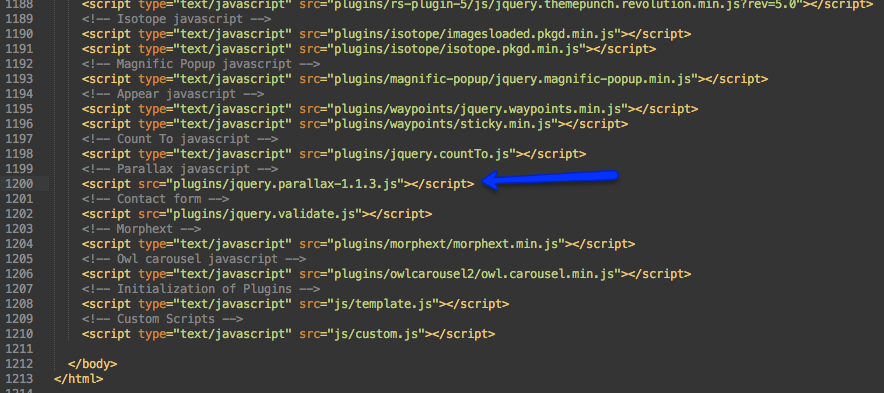 1188 <script type="text/javascript" src="plugins/rs-plugin-5/js/jquery.themepunch.revolution.min.js?rev=5.0"></script>
1189 <!-- Isotope javascript -->
1190 <script type="text/javascript" src="plugins/isotope/imagesloaded.pkgd.min.js"></script>
1191 <script type="text/javascript" src="plugins/isotope/isotope.pkgd.min.js"></script>
1192 <!-- Magnific Popup javascript -->
1193 <script type="text/javascript" src="plugins/magnific-popup/jquery.magnific-popup.min.js"></script>
1194 <!-- Appear javascript -->
1195 <script type="text/javascript" src="plugins/waypoints/jquery.waypoints.min.js"></script>
1196 <script type="text/javascript" src="plugins/waypoints/sticky.min.js"></script>
1197 <!-- Count To javascript -->
1198 <script type="text/javascript" src="plugins/jquery.countTo.js"></script>
1199 <!-- Parallax javascript -->
1200 <script src="plugins/jquery.parallax-1.1.3.js"></script>
1201 <!-- Contact form -->
1202 <script src="plugins/jquery.validate.js"></script>
1203 <!-- Morphext -->
1204 <script type="text/javascript" src="plugins/morphext/morphext.min.js"></script>
1205 <!-- Owl carousel javascript -->
1206 <script type="text/javascript" src="plugins/owlcarousel2/owl.carousel.min.js"></script>
1207 <!-- Initialization of Plugins -->
1208 <script type="text/javascript" src="js/template.js"></script>
1209 <!-- Custom Scripts -->
1210 <script type="text/javascript" src="js/custom.js"></script>
1211
1212 </body>
1213 </html>
1214